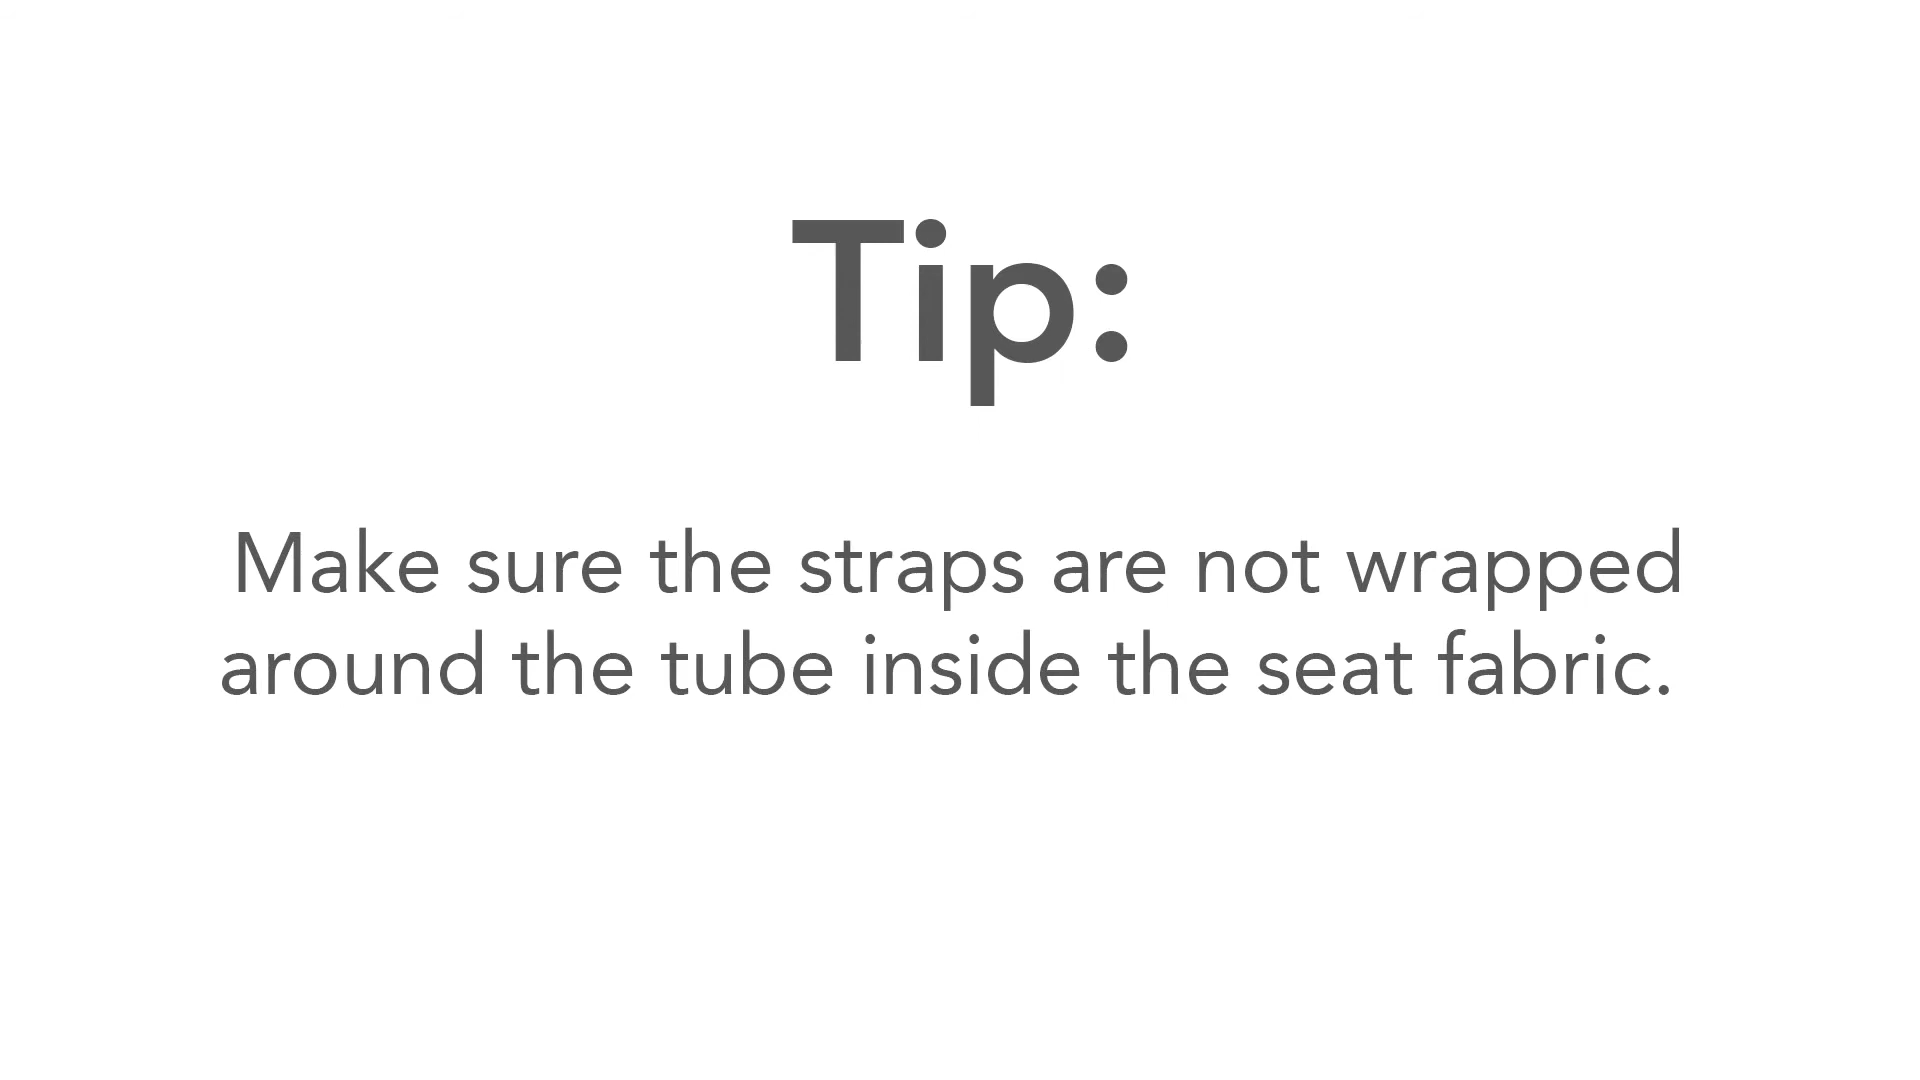 Tip:
Make sure the straps are not wrapped
around the tube inside the seat fabric.